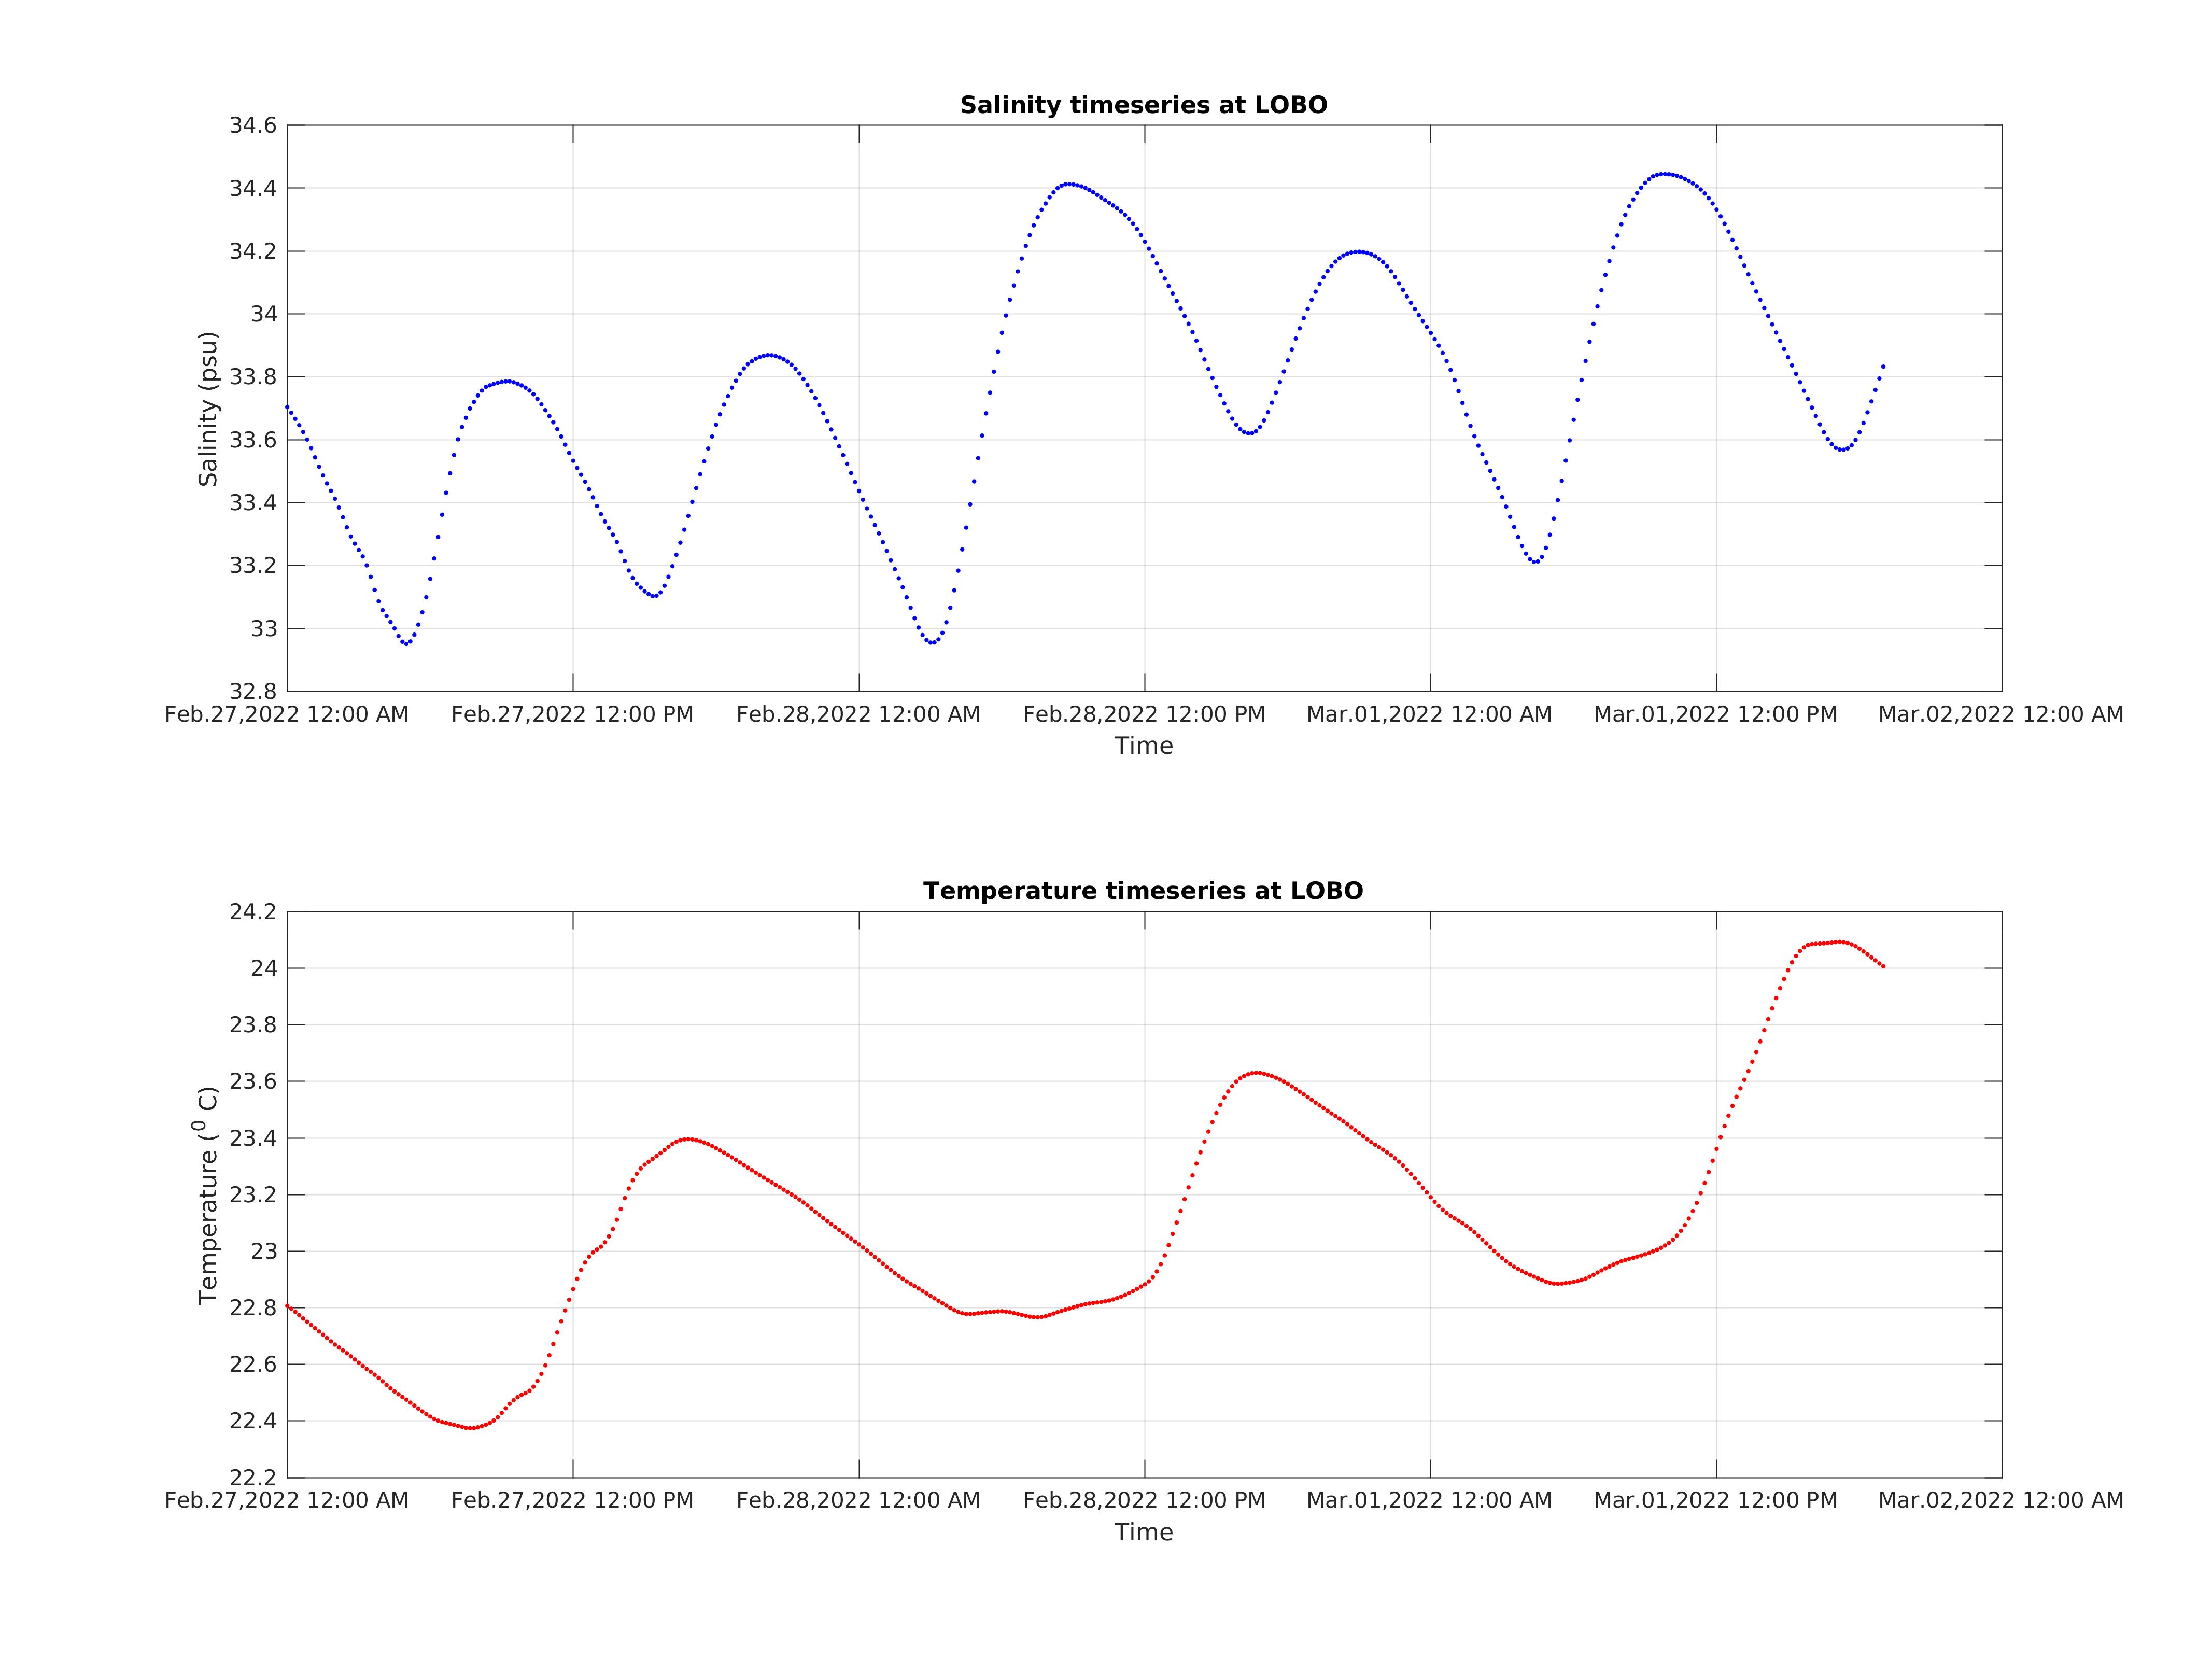 Salinity timeseries at LOBO
34.6
34.4
34.2
34
33.8
33.6
33.4
33.2
33
32.8
Salinity (psu)
Feb.27,2022 12:00 AM Feb.27,2022 12:00 PM Feb.28,2022 12:00 AM Feb.28,2022 12:00 PM Mar.01,2022 12:00 AM Mar.01,2022 12:00 PM Mar.02,2022 12:00 AM
Time
Temperature timeseries at LOBO
24.2
24
23.8
23.6
23.4
23.2
23
22.8
22.6
22.4
22.2
Temperature (⁰ C)
Feb.27,2022 12:00 AM Feb.27,2022 12:00 PM Feb.28,2022 12:00 AM Feb.28,2022 12:00 PM Mar.01,2022 12:00 AM Mar.01,2022 12:00 PM Mar.02,2022 12:00 AM
Time